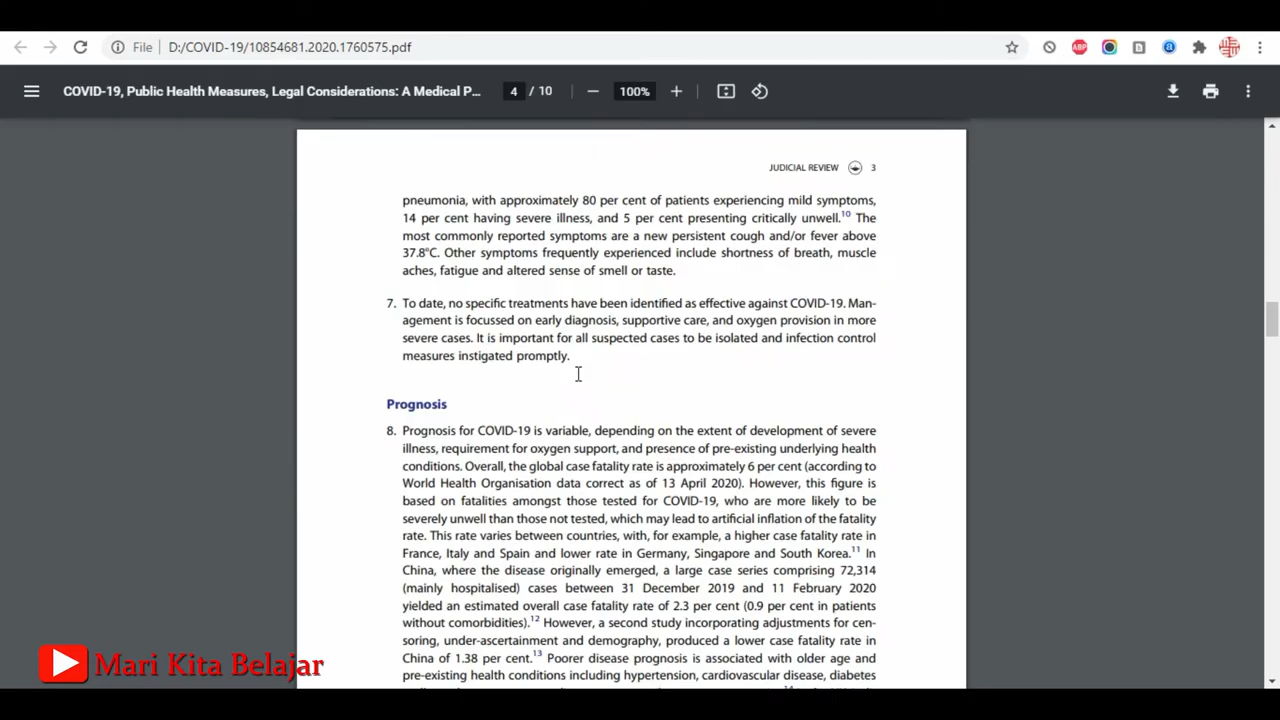 File D:/COVID-19/10854681.2020.1760575.pdf
ABP
COVID-19, Public Health Measures, Legal Considerations: A Medical P...
4 / 10
100%
JUDICIAL REVIEW 3
pneumonia, with approximately 80 per cent of patients experiencing mild symptoms,
14 per cent having severe illness, and 5 per cent presenting critically unwell.10 The
most commonly reported symptoms are a new persistent cough and/or fever above
37.8°C. Other symptoms frequently experienced include shortness of breath, muscle
aches, fatigue and altered sense of smell or taste.
7. To date, no specific treatments have been identified as effective against COVID-19. Man-
agement is focussed on early diagnosis, supportive care, and oxygen provision in more
severe cases. It is important for all suspected cases to be isolated and infection control
measures instigated promptly.
Prognosis
8. Prognosis for COVID-19 is variable, depending on the extent of development of severe
illness, requirement for oxygen support, and presence of pre-existing underlying health
conditions. Overall, the global case fatality rate is approximately 6 per cent (according to
World Health Organisation data correct as of 13 April 2020). However, this figure is
based on fatalities amongst those tested for COVID-19, who are more likely to be
severely unwell than those not tested, which may lead to artificial inflation of the fatality
rate. This rate varies between countries, with, for example, a higher case fatality rate in
France, Italy and Spain and lower rate in Germany, Singapore and South Korea.11 In
China, where the disease originally emerged, a large case series comprising 72,314
(mainly hospitalised) cases between 31 December 2019 and 11 February 2020
yielded an estimated overall case fatality rate of 2.3 per cent (0.9 per cent in patients
without comorbidities).12 However, a second study incorporating adjustments for cen-
soring, under-ascertainment and demography, produced a lower case fatality rate in
China of 1.38 per cent.13 Poorer disease prognosis is associated with older age and
pre-existing health conditions including hypertension, cardiovascular disease, diabetes
Mari Kita Belajar